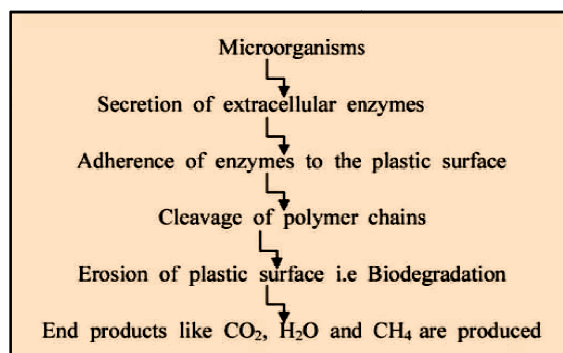 Microorganisms
Secretion of extracellular enzymes
Adherence of enzymes to the plastic surface
Cleavage of polymer chains
Erosion of plastic surface i.e Biodegradation
End products like CO₂, H₂O and CH₄ are produced